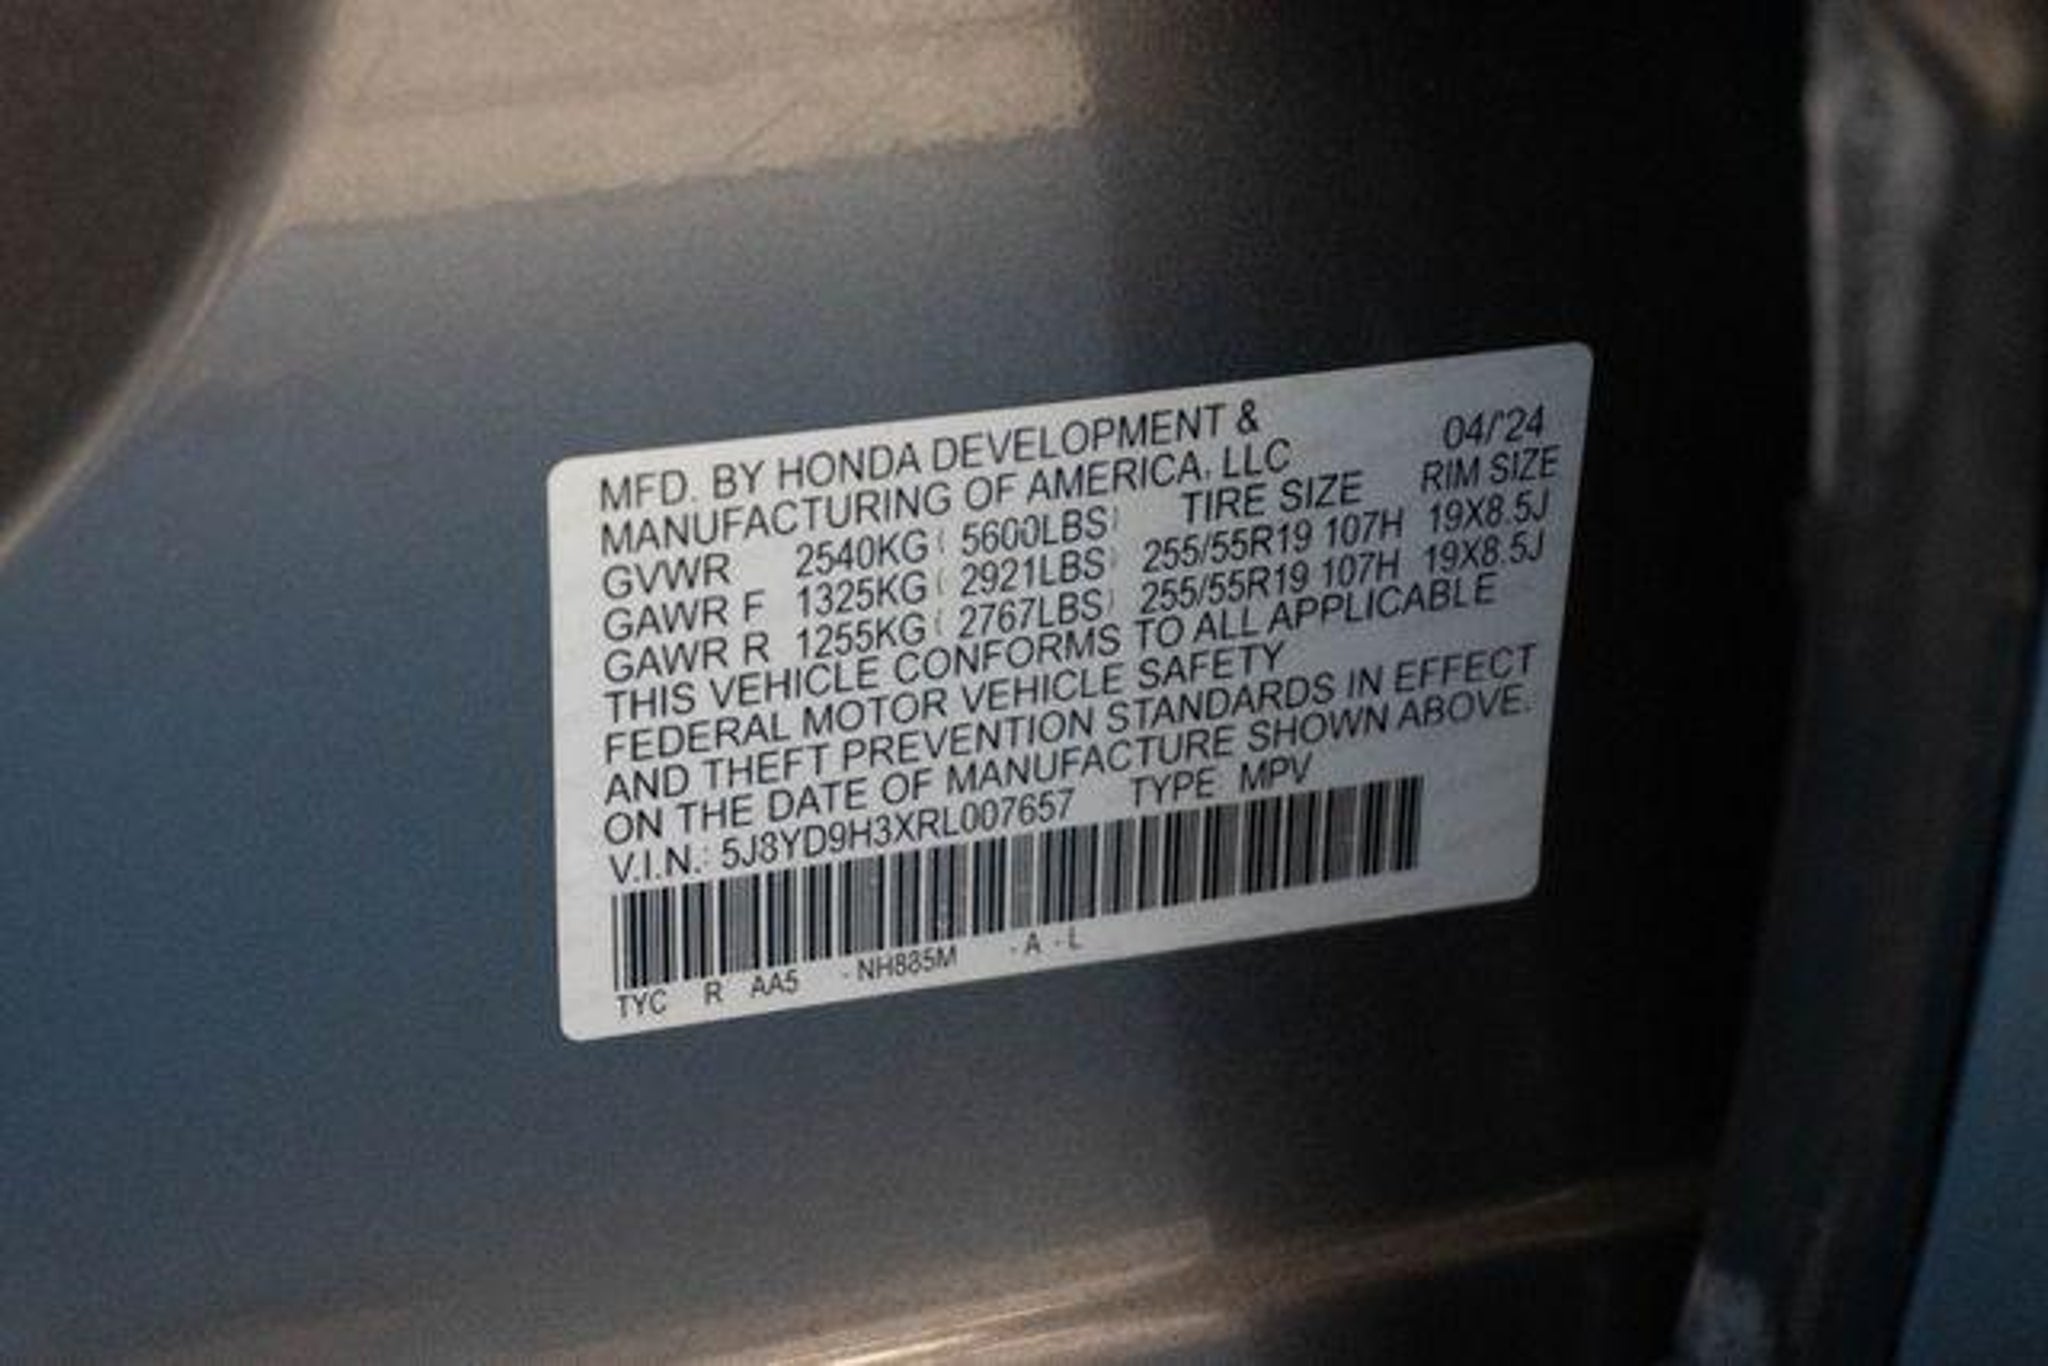 MFD. BY HONDA DEVELOPMENT & 04/'24
MANUFACTURING OF AMERICA, LLC
TIRE SIZE RIM SIZE
GVWR 2540KG ( 5600LBS)
GAWR F 1325KG ( 2921LBS) 255/55R19 107H 19X8.5J
GAWR R 1255KG ( 2767LBS) 255/55R19 107H 19X8.5J
THIS VEHICLE CONFORMS TO ALL APPLICABLE
FEDERAL MOTOR VEHICLE SAFETY
AND THEFT PREVENTION STANDARDS IN EFFECT
ON THE DATE OF MANUFACTURE SHOWN ABOVE.
V.I.N.: 5J8YD9H3XRL007657 TYPE MPV
TYC R AA5 - NH885M - A - L